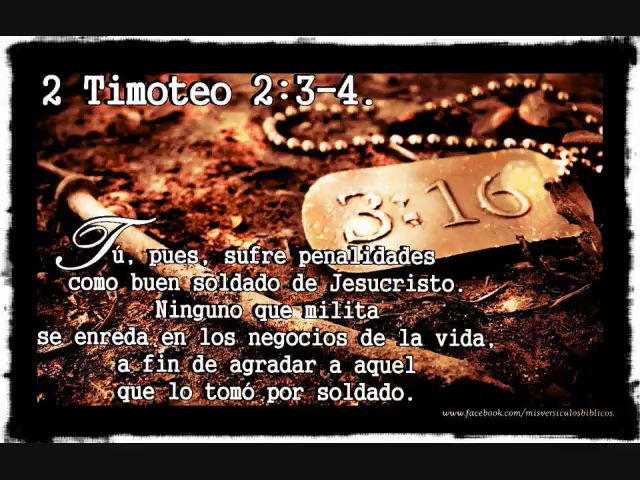 2 Timoteo 2:3-4.
3:16
Tú, pues, sufre penalidades
como buen soldado de Jesucristo.
Ninguno que milita
se enreda en los negocios de la vida,
a fin de agradar a aquel
que lo tomó por soldado.
www.facebook.com/misversiculosbiblicos.